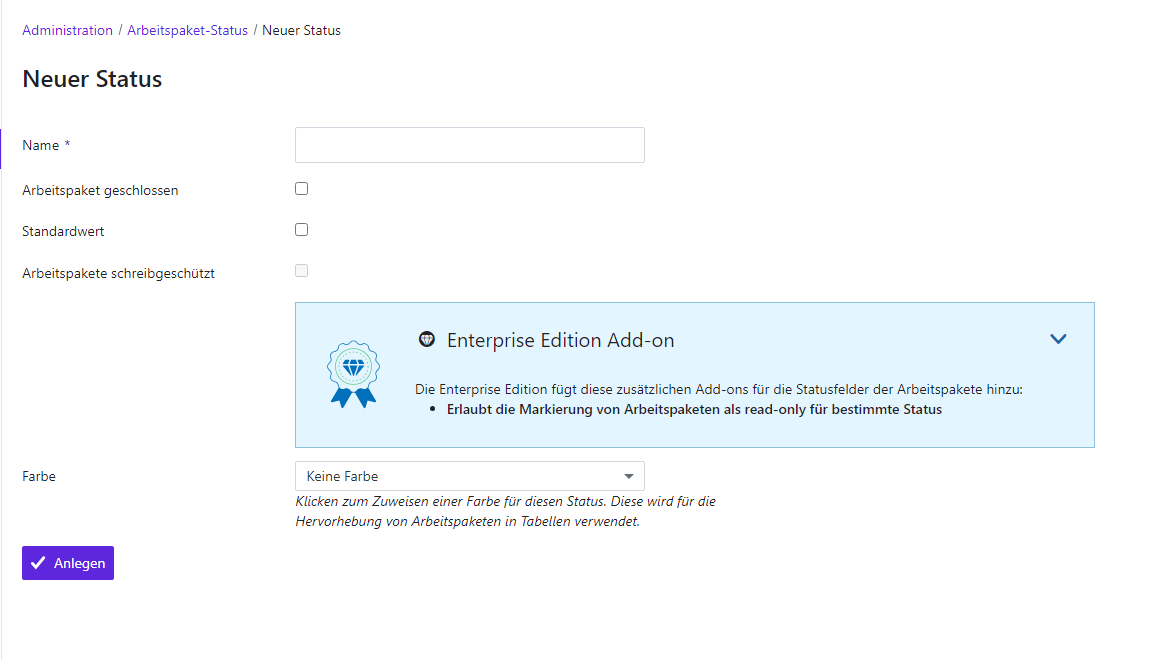 Administration / Arbeitspaket-Status / Neuer Status
Neuer Status
Name *
Arbeitspaket geschlossen
Standardwert
Arbeitspakete schreibgeschützt
Enterprise Edition Add-on
Die Enterprise Edition fügt diese zusätzlichen Add-ons für die Statusfelder der Arbeitspakete hinzu:
• Erlaubt die Markierung von Arbeitspaketen als read-only für bestimmte Status
Farbe
Keine Farbe
Klicken zum Zuweisen einer Farbe für diesen Status. Diese wird für die
Hervorhebung von Arbeitspaketen in Tabellen verwendet.
Anlegen